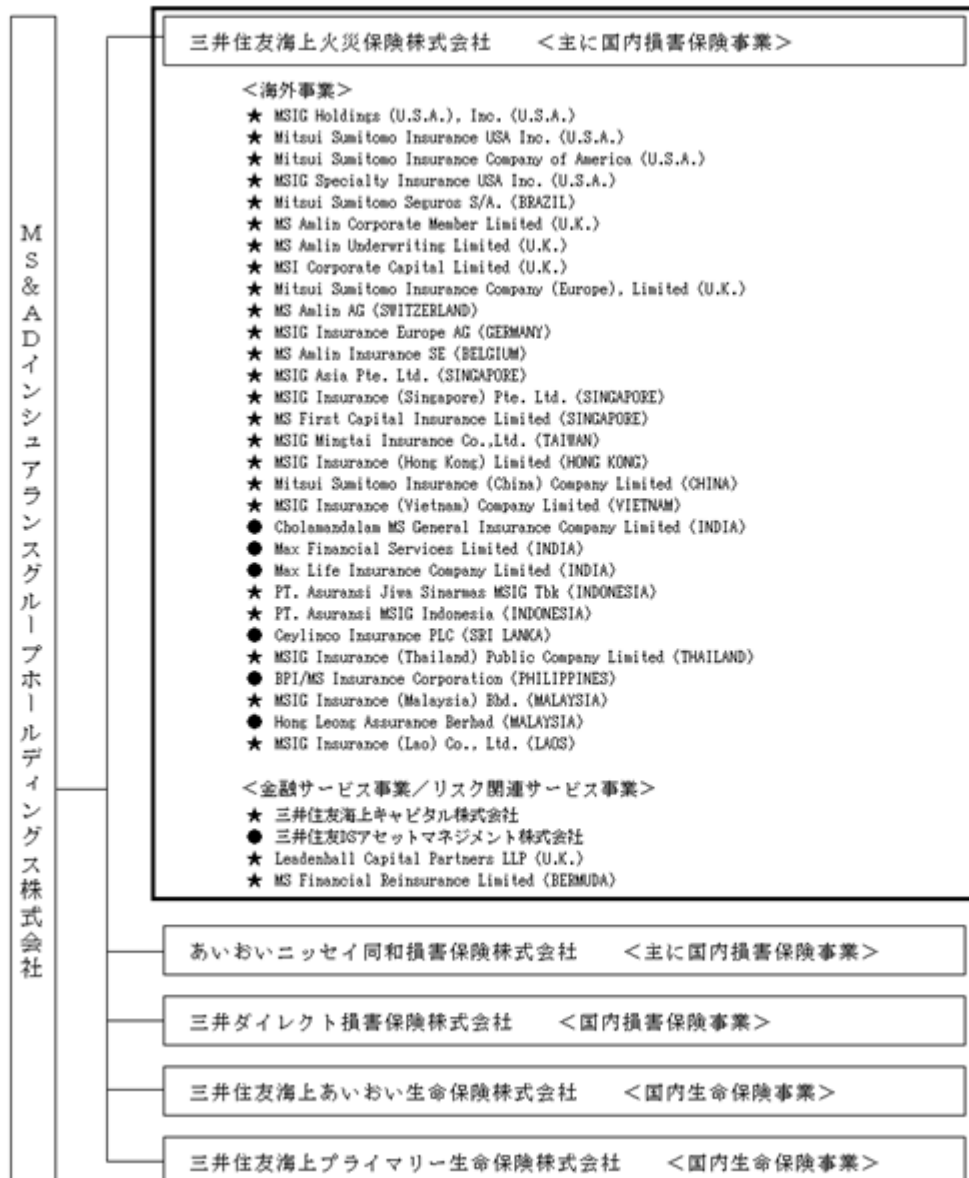 MS&ADインシュアランスグループホールディングス株式会社
三井住友海上火災保険株式会社 <主に国内損害保険事業>
<海外事業>
★ MSIG Holdings (U.S.A.), Inc. (U.S.A.)
★ Mitsui Sumitomo Insurance USA Inc. (U.S.A.)
★ Mitsui Sumitomo Insurance Company of America (U.S.A.)
★ MSIG Specialty Insurance USA Inc. (U.S.A.)
★ Mitsui Sumitomo Seguros S/A. (BRAZIL)
★ MS Amlin Corporate Member Limited (U.K.)
★ MS Amlin Underwriting Limited (U.K.)
★ MSI Corporate Capital Limited (U.K.)
★ Mitsui Sumitomo Insurance Company (Europe), Limited (U.K.)
★ MS Amlin AG (SWITZERLAND)
★ MSIG Insurance Europe AG (GERMANY)
★ MS Amlin Insurance SE (BELGIUM)
★ MSIG Asia Pte. Ltd. (SINGAPORE)
★ MSIG Insurance (Singapore) Pte. Ltd. (SINGAPORE)
★ MS First Capital Insurance Limited (SINGAPORE)
★ MSIG Mingtai Insurance Co.,Ltd. (TAIWAN)
★ MSIG Insurance (Hong Kong) Limited (HONG KONG)
★ Mitsui Sumitomo Insurance (China) Company Limited (CHINA)
★ MSIG Insurance (Vietnam) Company Limited (VIETNAM)
● Cholamandalam MS General Insurance Company Limited (INDIA)
● Max Financial Services Limited (INDIA)
● Max Life Insurance Company Limited (INDIA)
★ PT. Asuransi Jiwa Sinarmas MSIG Tbk (INDONESIA)
★ PT. Asuransi MSIG Indonesia (INDONESIA)
● Ceylinco Insurance PLC (SRI LANKA)
★ MSIG Insurance (Thailand) Public Company Limited (THAILAND)
● BPI/MS Insurance Corporation (PHILIPPINES)
★ MSIG Insurance (Malaysia) Bhd. (MALAYSIA)
● Hong Leong Assurance Berhad (MALAYSIA)
★ MSIG Insurance (Lao) Co., Ltd. (LAOS)
<金融サービス事業/リスク関連サービス事業>
★ 三井住友海上キャピタル株式会社
● 三井住友DSアセットマネジメント株式会社
★ Leadenhall Capital Partners LLP (U.K.)
★ MS Financial Reinsurance Limited (BERMUDA)
あいおいニッセイ同和損害保険株式会社 <主に国内損害保険事業>
三井ダイレクト損害保険株式会社 <国内損害保険事業>
三井住友海上あいおい生命保険株式会社 <国内生命保険事業>
三井住友海上プライマリー生命保険株式会社 <国内生命保険事業>